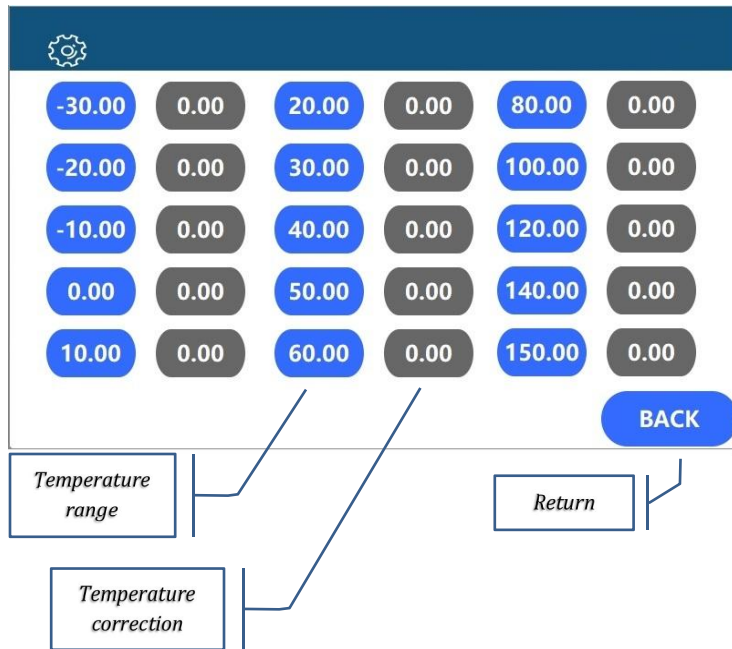 -30.00 0.00 20.00 0.00 80.00 0.00
-20.00 0.00 30.00 0.00 100.00 0.00
-10.00 0.00 40.00 0.00 120.00 0.00
0.00 0.00 50.00 0.00 140.00 0.00
10.00 0.00 60.00 0.00 150.00 0.00
BACK
Temperature
range
Return
Temperature
correction